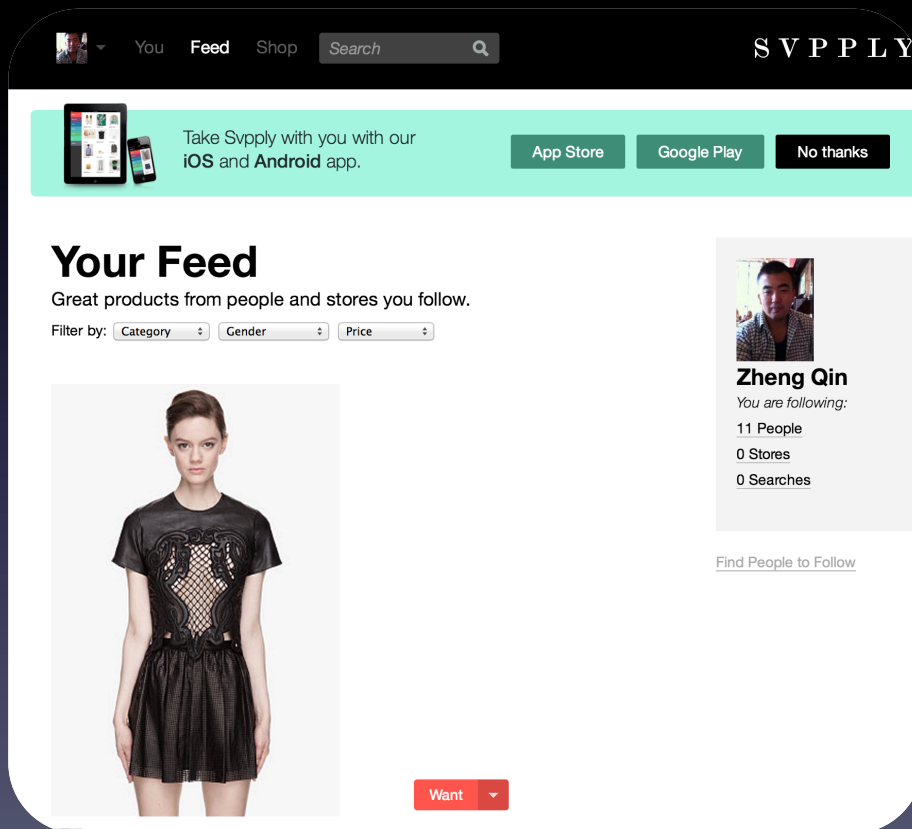 You Feed Shop Search SVPPLY
Take Svpply with you with our
iOS and Android app.
App Store Google Play No thanks
Your Feed
Great products from people and stores you follow.
Filter by: Category Gender Price
Zheng Qin
You are following:
11 People
0 Stores
0 Searches
Find People to Follow
Want